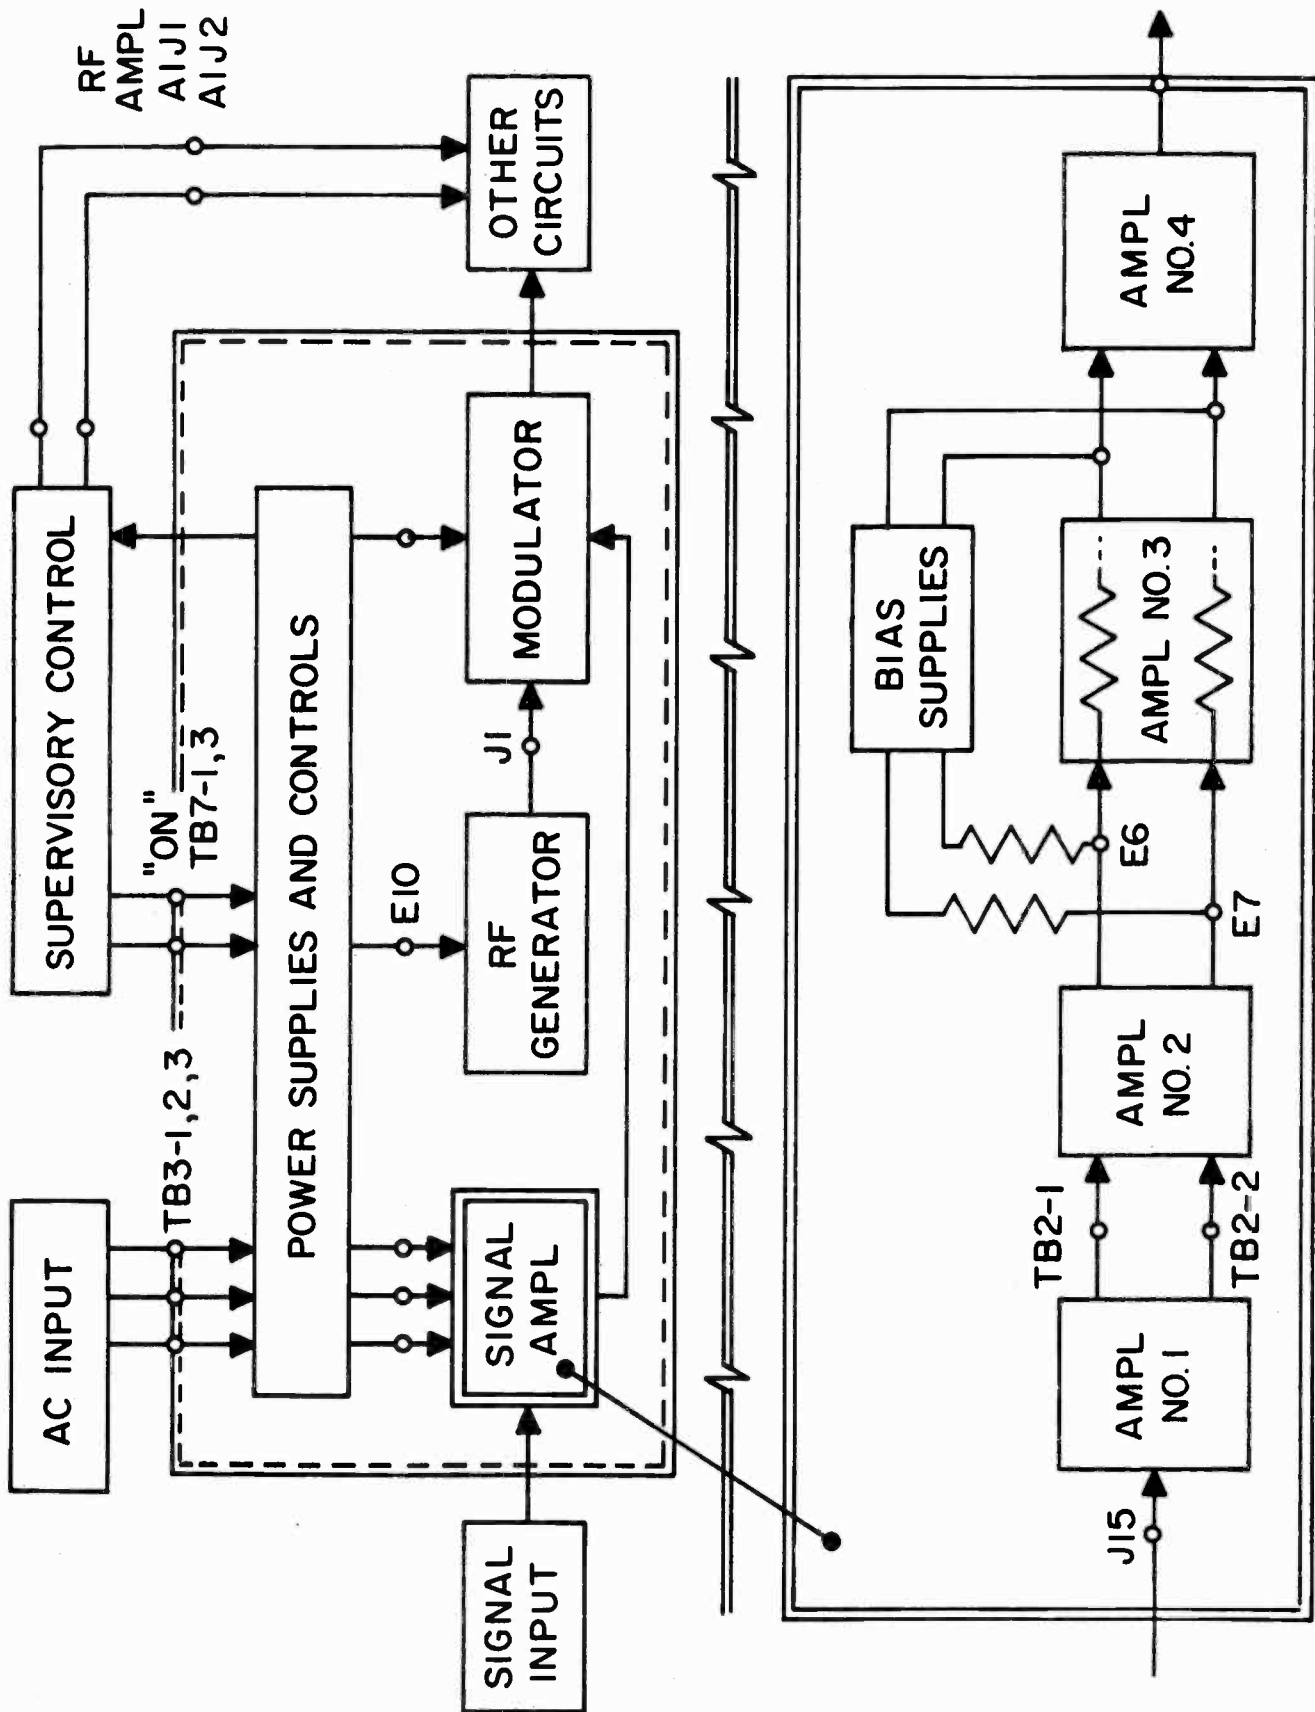 RF
AMPL
A1J1
A1J2
AC INPUT
SUPERVISORY CONTROL
TB3-1,2,3
"ON"
TB7-1,3
POWER SUPPLIES AND CONTROLS
E10
SIGNAL
INPUT
SIGNAL
AMPL
RF
GENERATOR
J1
MODULATOR
OTHER
CIRCUITS
BIAS
SUPPLIES
J15
AMPL
NO.1
TB2-1
TB2-2
AMPL
NO.2
E7
E6
AMPL NO.3
AMPL
NO.4